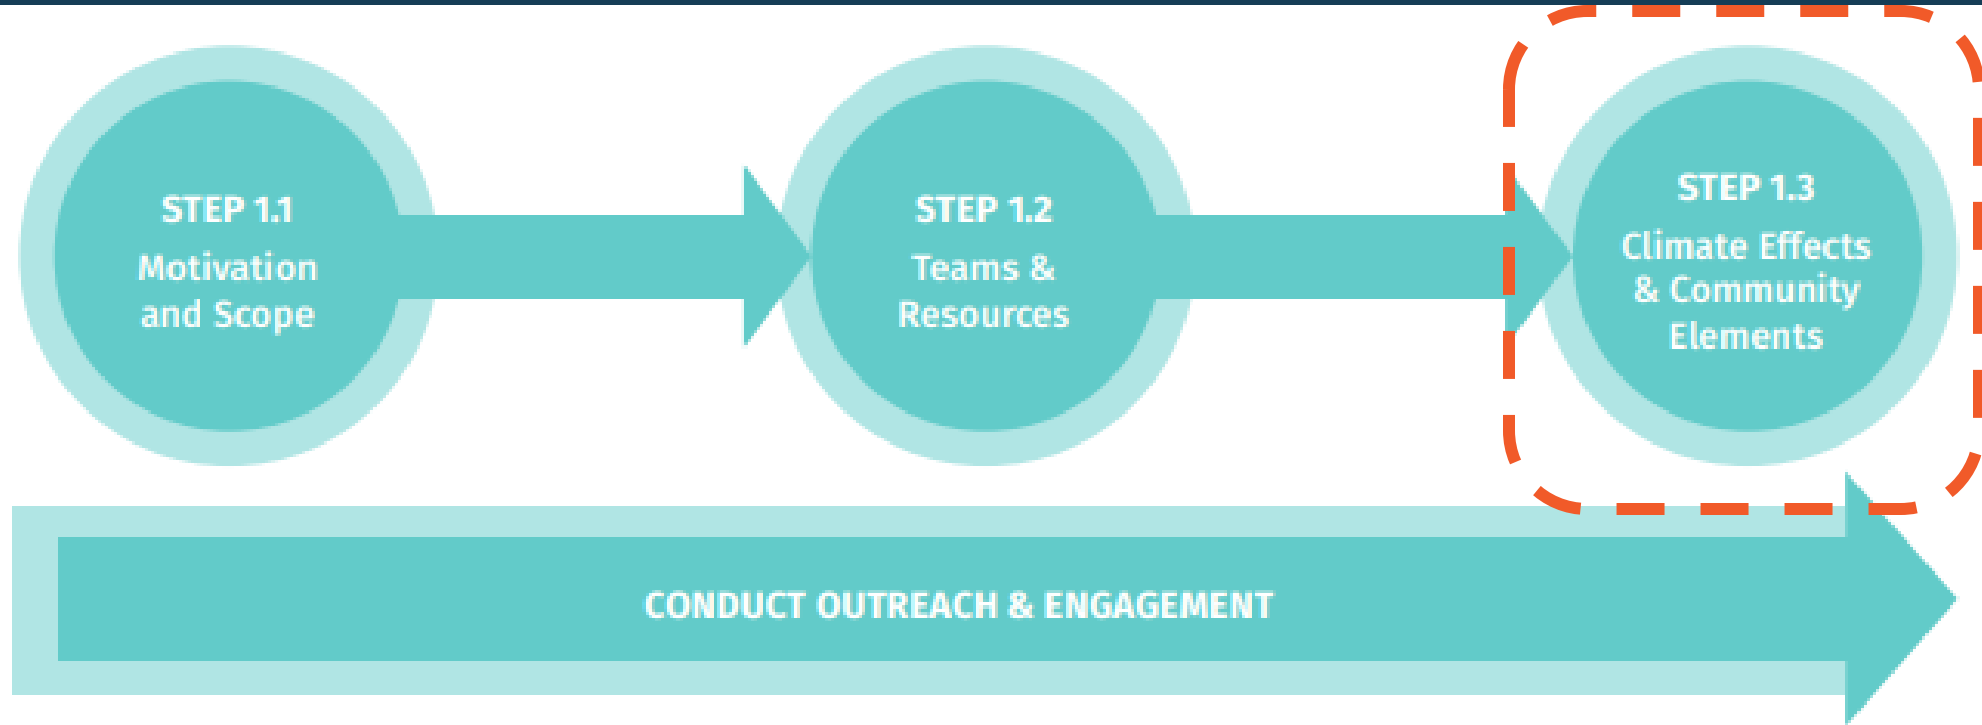 STEP 1.1
Motivation
and Scope
STEP 1.2
Teams &
Resources
STEP 1.3
Climate Effects
& Community
Elements
CONDUCT OUTREACH & ENGAGEMENT